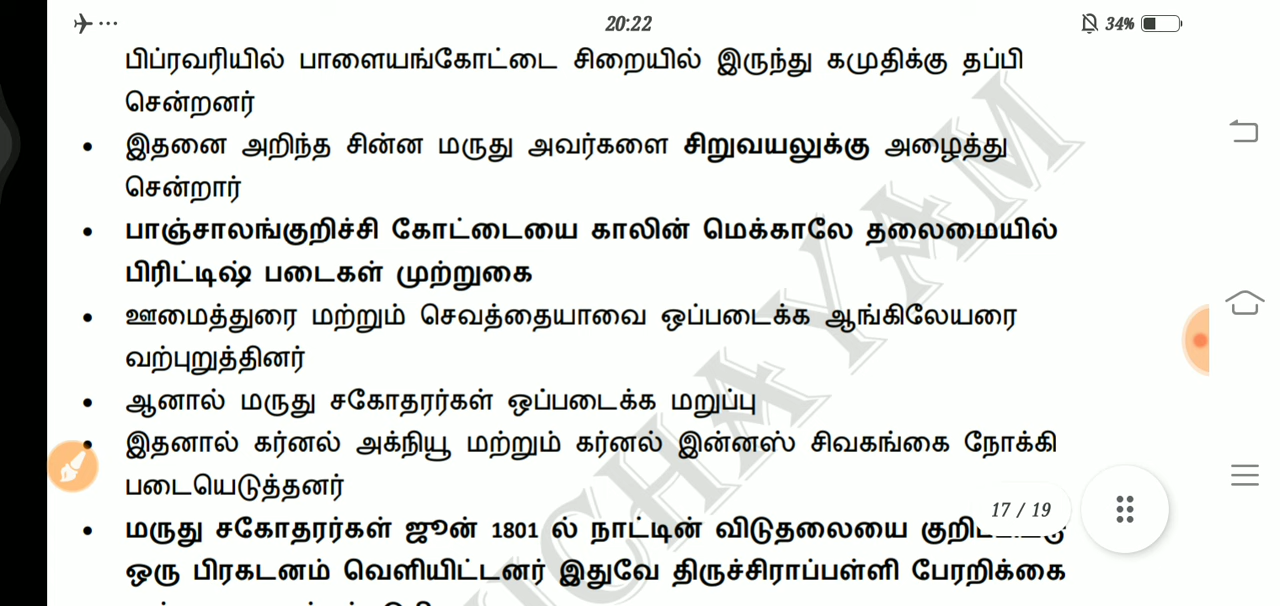 20:22
34%
பிப்ரவரியில் பாளையங்கோட்டை சிறையில் இருந்து கமுதிக்கு தப்பி
சென்றனர்
• இதனை அறிந்த சின்ன மருது அவர்களை சிறுவயலுக்கு அழைத்து
சென்றார்
• பாஞ்சாலங்குறிச்சி கோட்டையை காலின் மெக்காலே தலைமையில்
பிரிட்டிஷ் படைகள் முற்றுகை
• ஊமைத்துரை மற்றும் செவத்தையாவை ஒப்படைக்க ஆங்கிலேயரை
வற்புறுத்தினர்
• ஆனால் மருது சகோதரர்கள் ஒப்படைக்க மறுப்பு
• இதனால் கர்னல் அக்நியூ மற்றும் கர்னல் இன்னஸ் சிவகங்கை நோக்கி
படையெடுத்தனர்
17 / 19
• மருது சகோதரர்கள் ஜூன் 1801 ல் நாட்டின் விடுதலையை
ஒரு பிரகடனம் வெளியிட்டனர் இதுவே திருச்சிராப்பள்ளி பேரறிக்கை